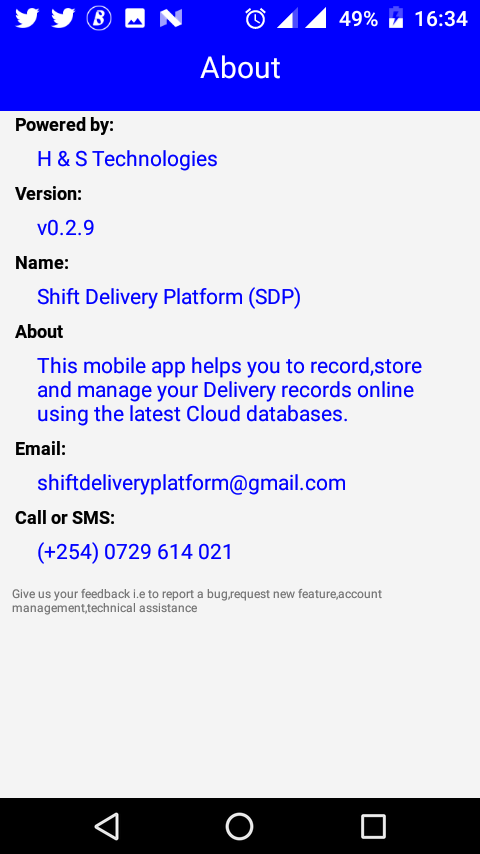 49% 16:34
About
Powered by:
H & S Technologies
Version:
v0.2.9
Name:
Shift Delivery Platform (SDP)
About
This mobile app helps you to record,store
and manage your Delivery records online
using the latest Cloud databases.
Email:
shiftdeliveryplatform@gmail.com
Call or SMS:
(+254) 0729 614 021
Give us your feedback i.e to report a bug,request new feature,account
management,technical assistance